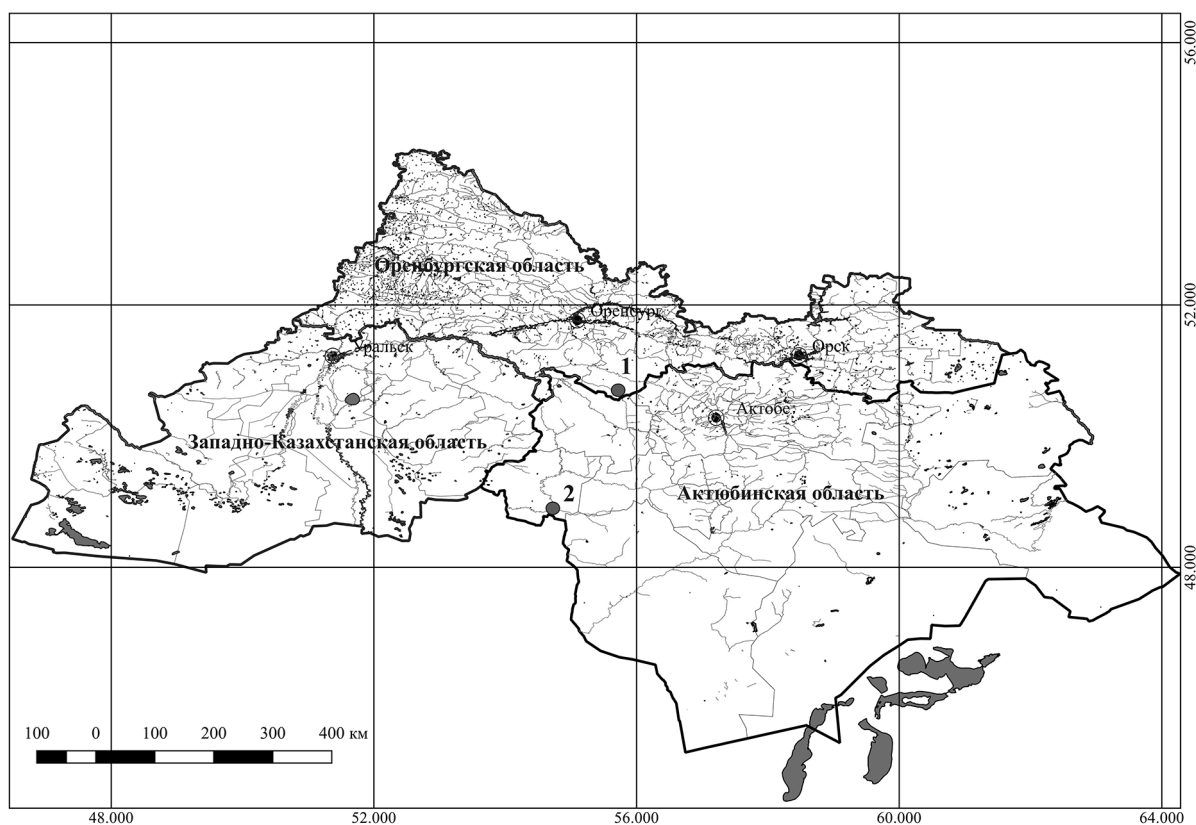 56.000
Оренбургская область
52.000
Оренбург
Уральск
Орск
1
Актобе
Западно-Казахстанская область
2
Актюбинская область
48.000
100 0 100 200 300 400 км
48.000 52.000 56.000 60.000 64.000